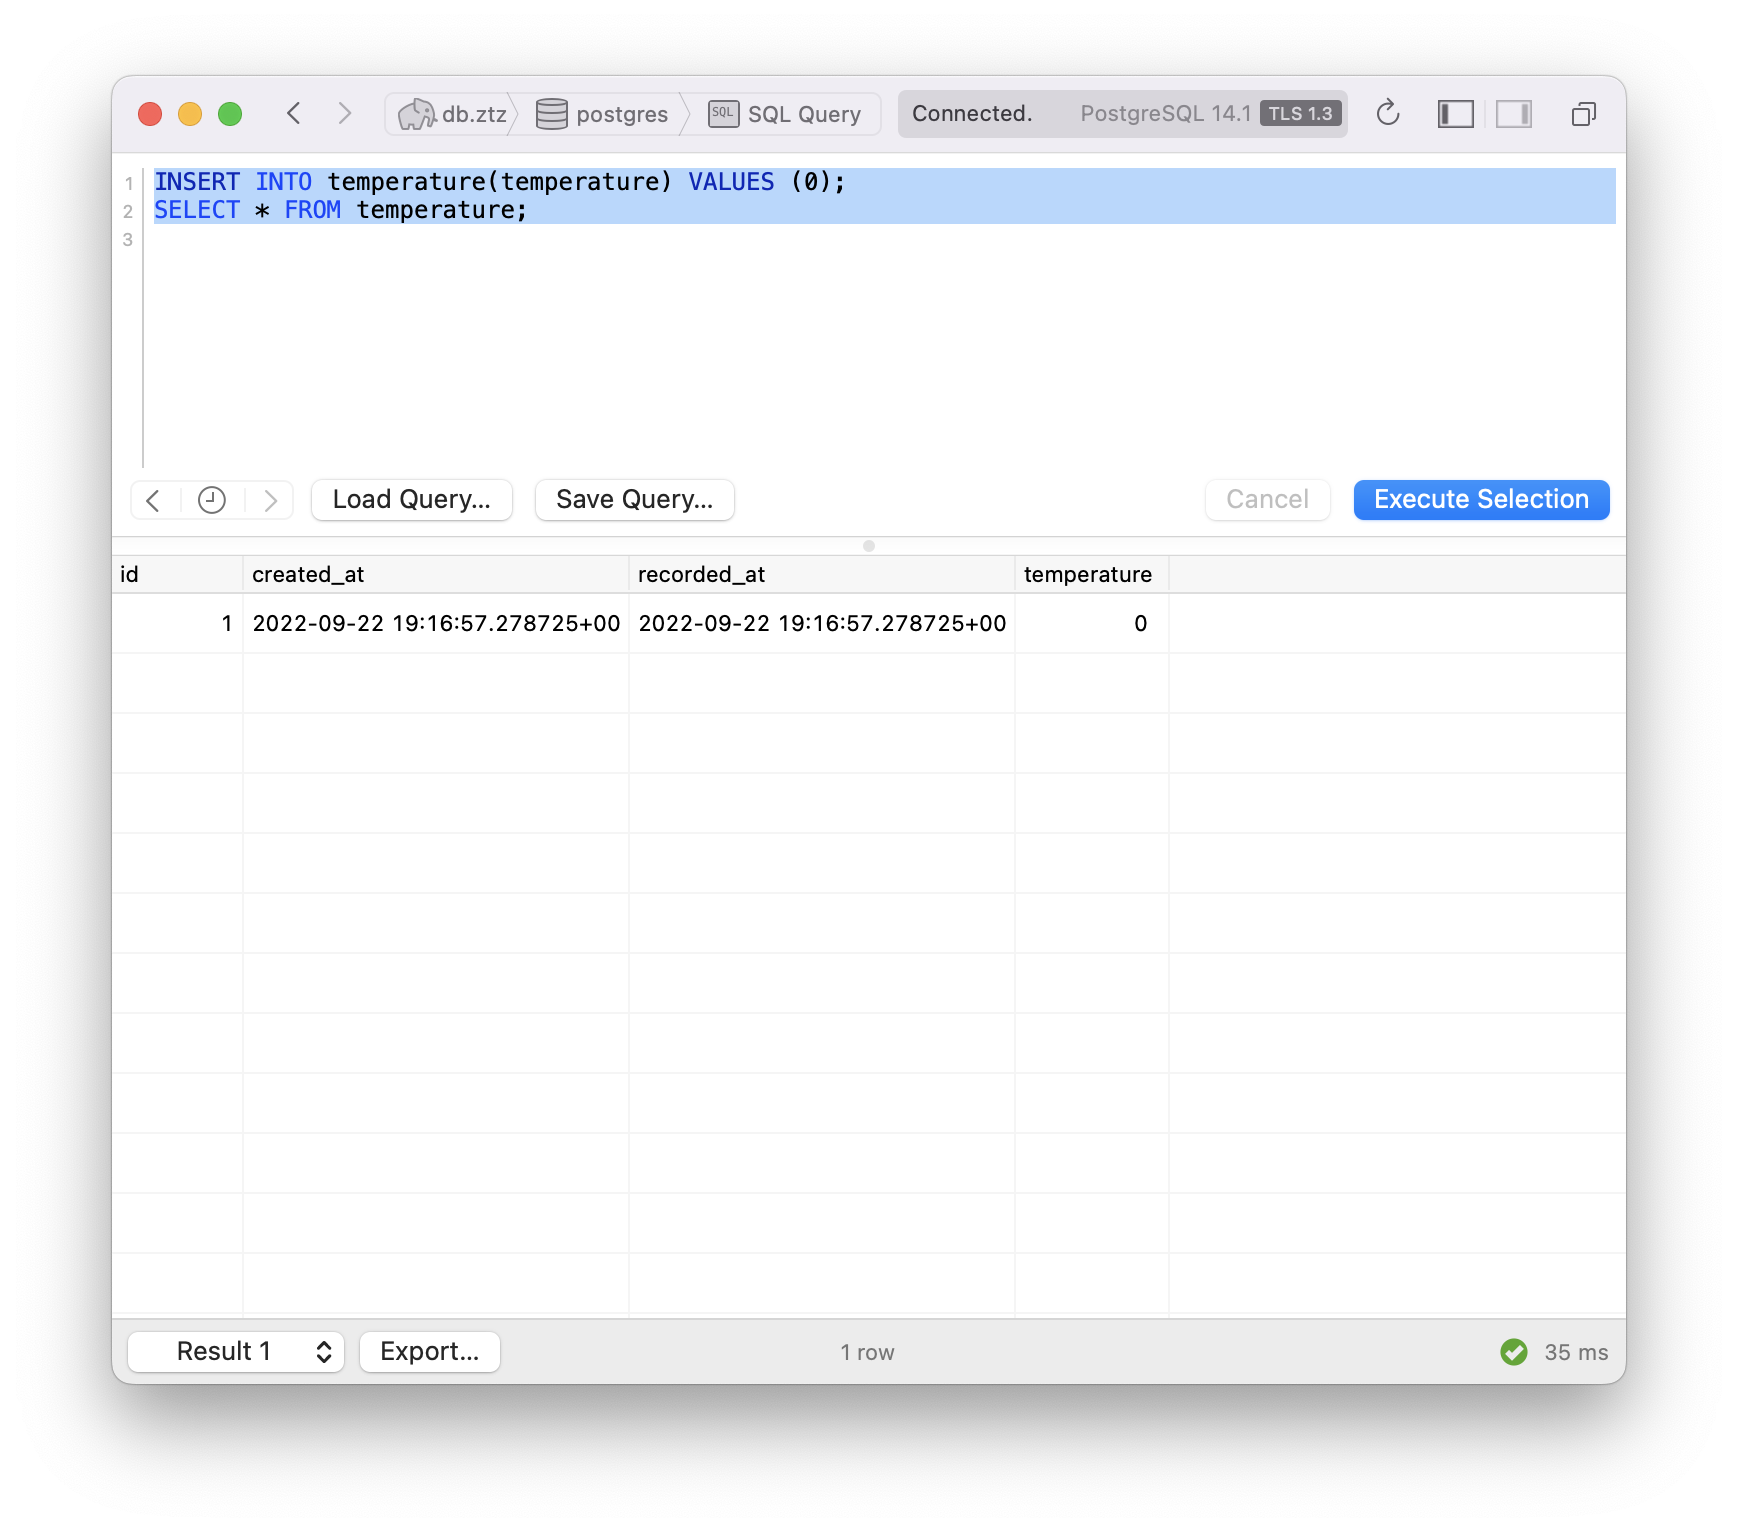 db.ztz postgres SQL SQL Query Connected. PostgreSQL 14.1 TLS 1.3
1 INSERT INTO temperature(temperature) VALUES (0);
2 SELECT * FROM temperature;
3
Load Query... Save Query... Cancel Execute Selection
id created_at recorded_at temperature
1 2022-09-22 19:16:57.278725+00 2022-09-22 19:16:57.278725+00 0
Result 1 Export... 1 row 35 ms